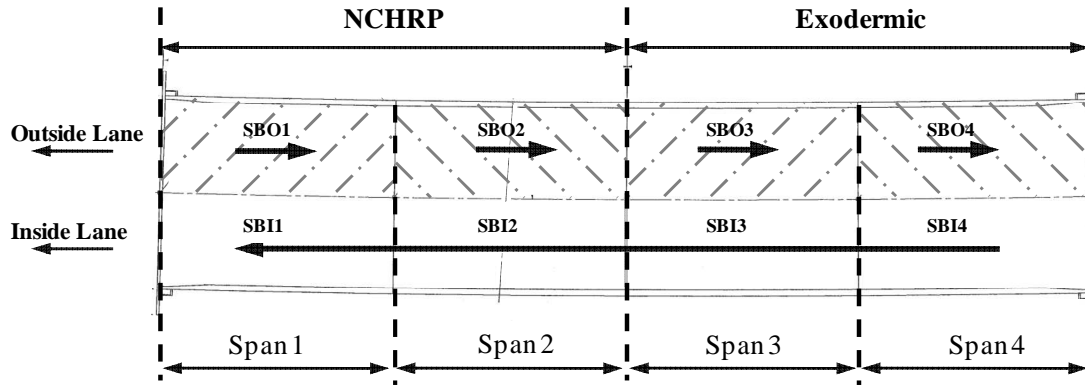 NCHRP Exodermic
Outside Lane SBO1 SBO2 SBO3 SBO4
Inside Lane SBI1 SBI2 SBI3 SBI4
Span 1 Span 2 Span 3 Span 4